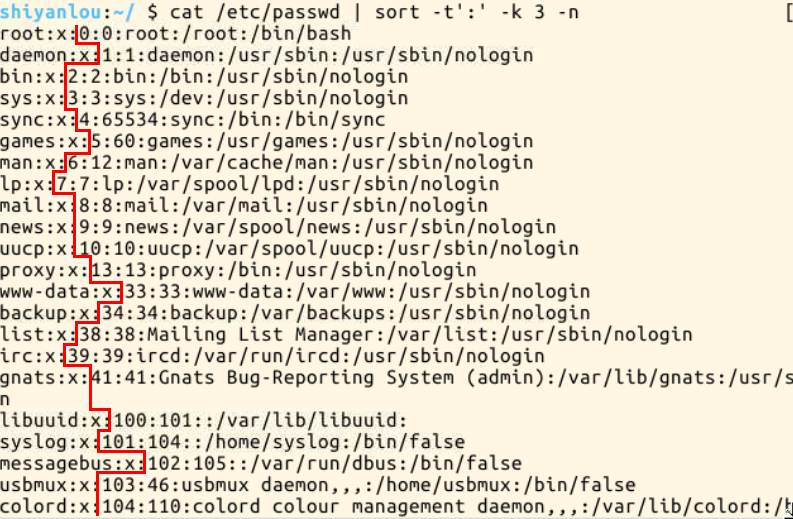 shiyanlou:~/ $ cat /etc/passwd | sort -t':' -k 3 -n [
root:x:0:0:root:/root:/bin/bash
daemon:x:1:1:daemon:/usr/sbin:/usr/sbin/nologin
bin:x:2:2:bin:/bin:/usr/sbin/nologin
sys:x:3:3:sys:/dev:/usr/sbin/nologin
sync:x:4:65534:sync:/bin:/bin/sync
games:x:5:60:games:/usr/games:/usr/sbin/nologin
man:x:6:12:man:/var/cache/man:/usr/sbin/nologin
lp:x:7:7:lp:/var/spool/lpd:/usr/sbin/nologin
mail:x:8:8:mail:/var/mail:/usr/sbin/nologin
news:x:9:9:news:/var/spool/news:/usr/sbin/nologin
uucp:x:10:10:uucp:/var/spool/uucp:/usr/sbin/nologin
proxy:x:13:13:proxy:/bin:/usr/sbin/nologin
www-data:x:33:33:www-data:/var/www:/usr/sbin/nologin
backup:x:34:34:backup:/var/backups:/usr/sbin/nologin
list:x:38:38:Mailing List Manager:/var/list:/usr/sbin/nologin
irc:x:39:39:ircd:/var/run/ircd:/usr/sbin/nologin
gnats:x:41:41:Gnats Bug-Reporting System (admin):/var/lib/gnats:/usr/s
n
libuuid:x:100:101::/var/lib/libuuid:
syslog:x:101:104::/home/syslog:/bin/false
messagebus:x:102:105::/var/run/dbus:/bin/false
usbmux:x:103:46:usbmux daemon,,,:/home/usbmux:/bin/false
colord:x:104:110:colord colour management daemon,,,:/var/lib/colord:/